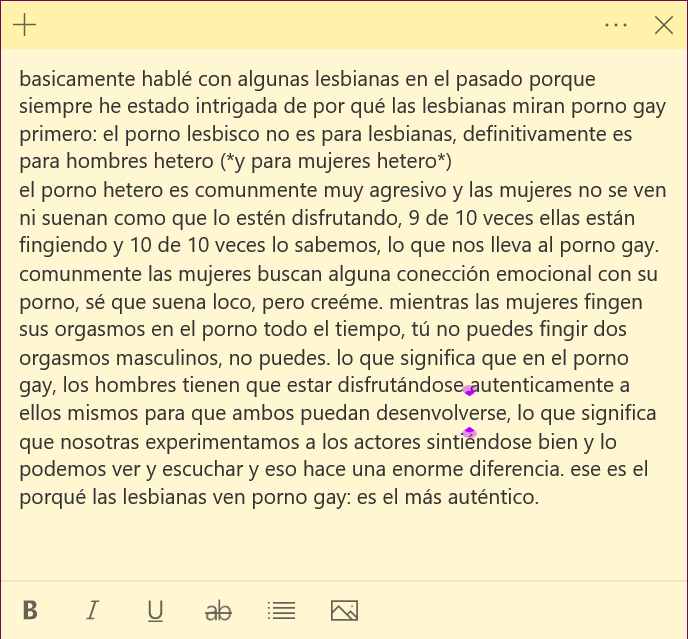 basicamente hablé con algunas lesbianas en el pasado porque
siempre he estado intrigada de por qué las lesbianas miran porno gay
primero: el porno lesbisco no es para lesbianas, definitivamente es
para hombres hetero (*y para mujeres hetero*)
el porno hetero es comunmente muy agresivo y las mujeres no se ven
ni suenan como que lo estén disfrutando, 9 de 10 veces ellas están
fingiendo y 10 de 10 veces lo sabemos, lo que nos lleva al porno gay.
comunmente las mujeres buscan alguna conección emocional con su
porno, sé que suena loco, pero creéme. mientras las mujeres fingen
sus orgasmos en el porno todo el tiempo, tú no puedes fingir dos
orgasmos masculinos, no puedes. lo que significa que en el porno
gay, los hombres tienen que estar disfrutándose autenticamente a
ellos mismos para que ambos puedan desenvolverse, lo que significa
que nosotras experimentamos a los actores sintiéndose bien y lo
podemos ver y escuchar y eso hace una enorme diferencia. ese es el
porqué las lesbianas ven porno gay: es el más auténtico.
B I U ab